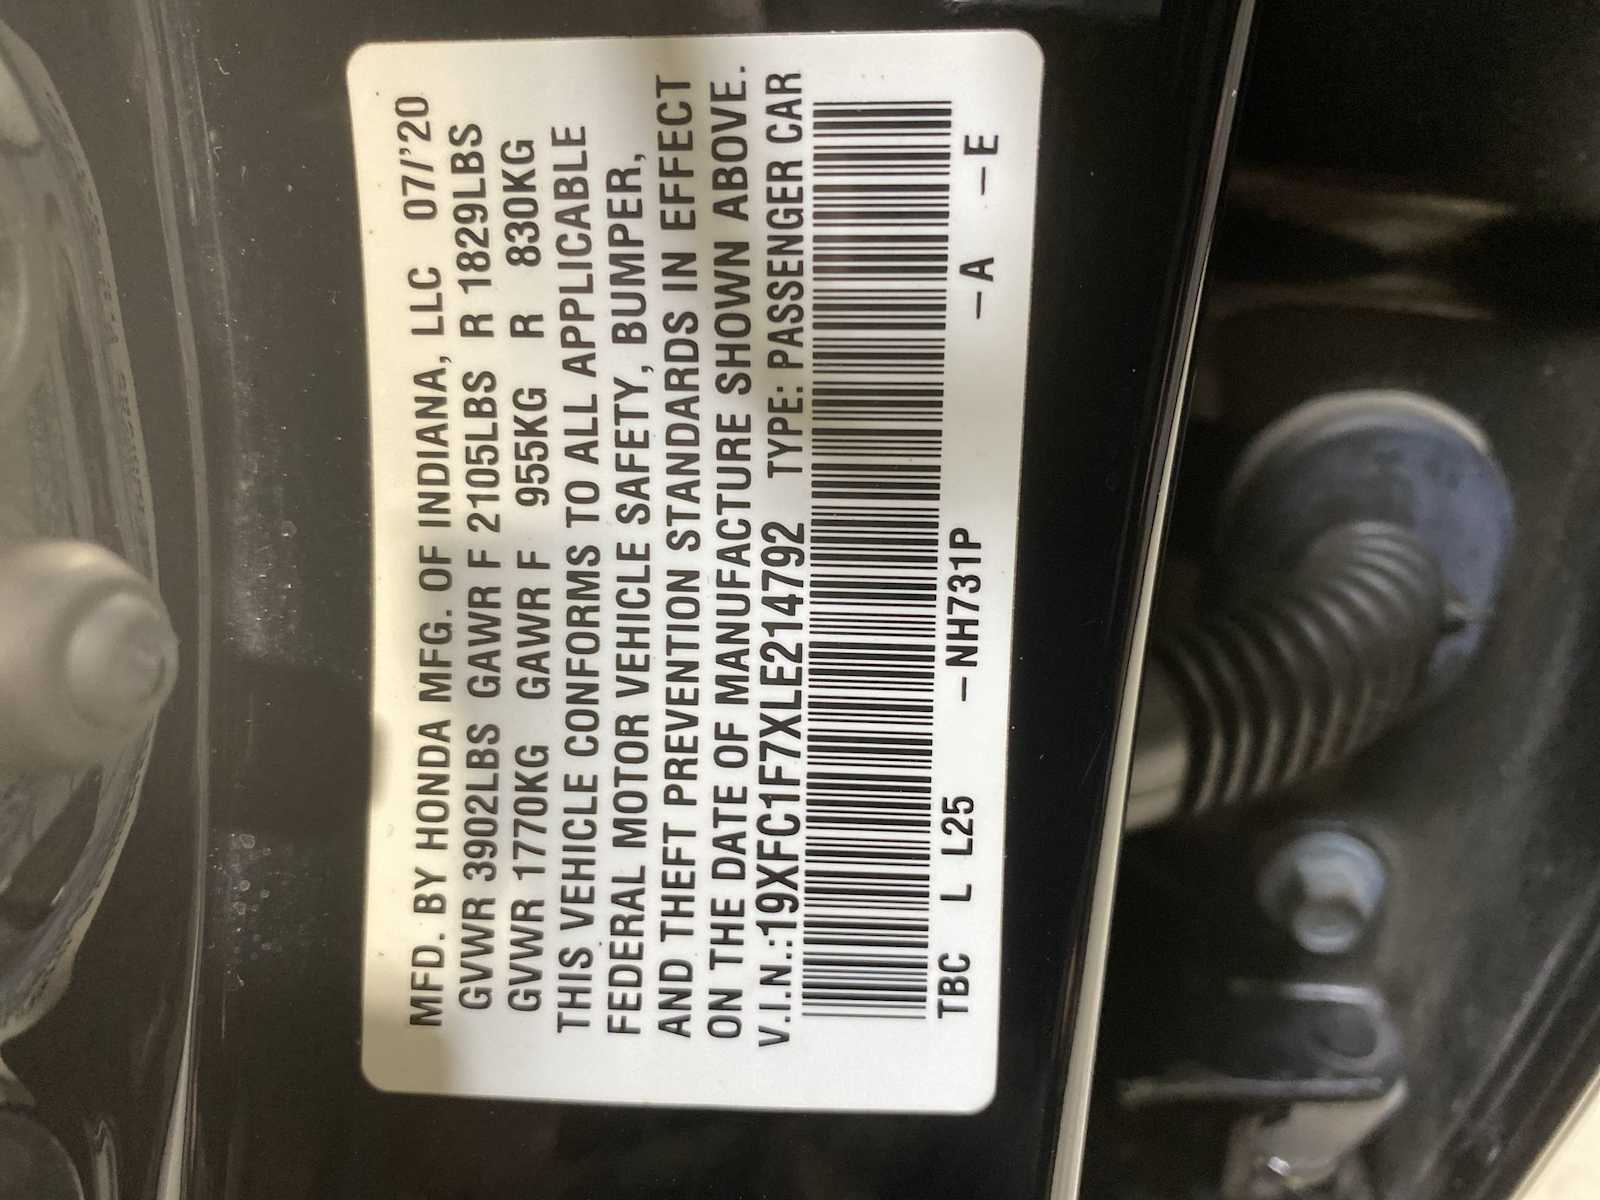 MFD. BY HONDA MFG. OF INDIANA, LLC 07/'20
GVWR 3902LBS GAWR F 2105LBS R 1829LBS
GVWR 1770KG GAWR F 955KG R 830KG
THIS VEHICLE CONFORMS TO ALL APPLICABLE
FEDERAL MOTOR VEHICLE SAFETY, BUMPER,
AND THEFT PREVENTION STANDARDS IN EFFECT
ON THE DATE OF MANUFACTURE SHOWN ABOVE.
V.I.N.:19XFC1F7XLE214792 TYPE: PASSENGER CAR
TBC L L25 –NH731P –A –E